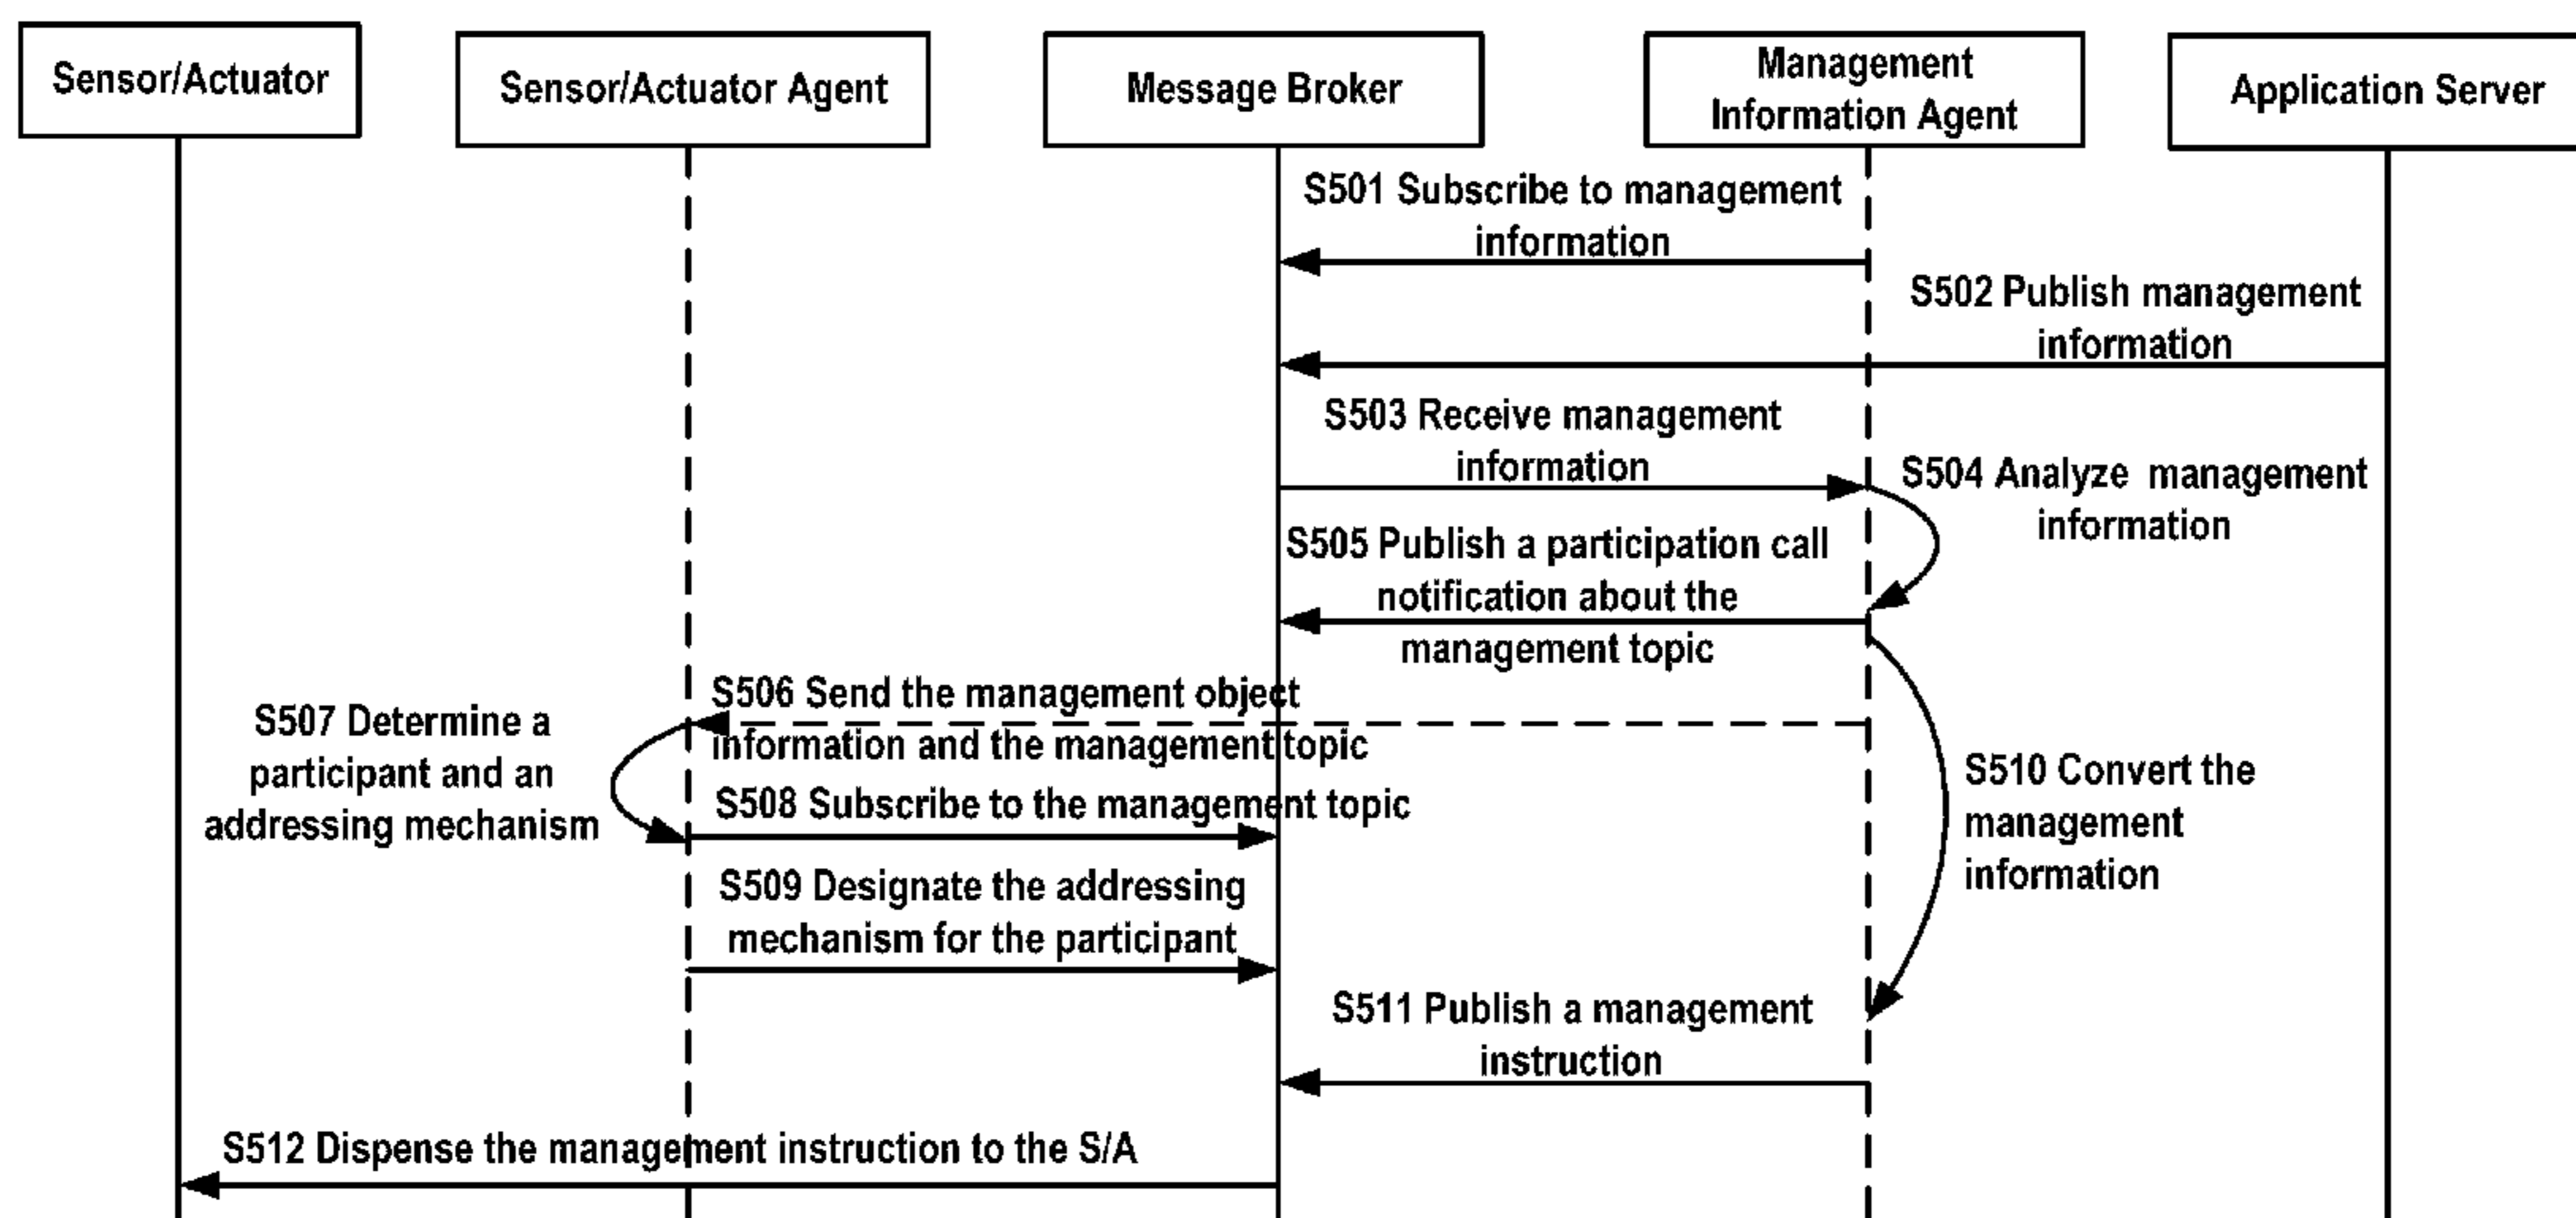 Sensor/Actuator
Sensor/Actuator Agent
Message Broker
Management
Information Agent
Application Server
S501 Subscribe to management
information
S502 Publish management
information
S503 Receive management
information
S504 Analyze management
information
S505 Publish a participation call
notification about the
management topic
S506 Send the management object
information and the management topic
S507 Determine a
participant and an
addressing mechanism
S508 Subscribe to the management topic
S509 Designate the addressing
mechanism for the participant
S510 Convert the
management
information
S511 Publish a management
instruction
S512 Dispense the management instruction to the S/A